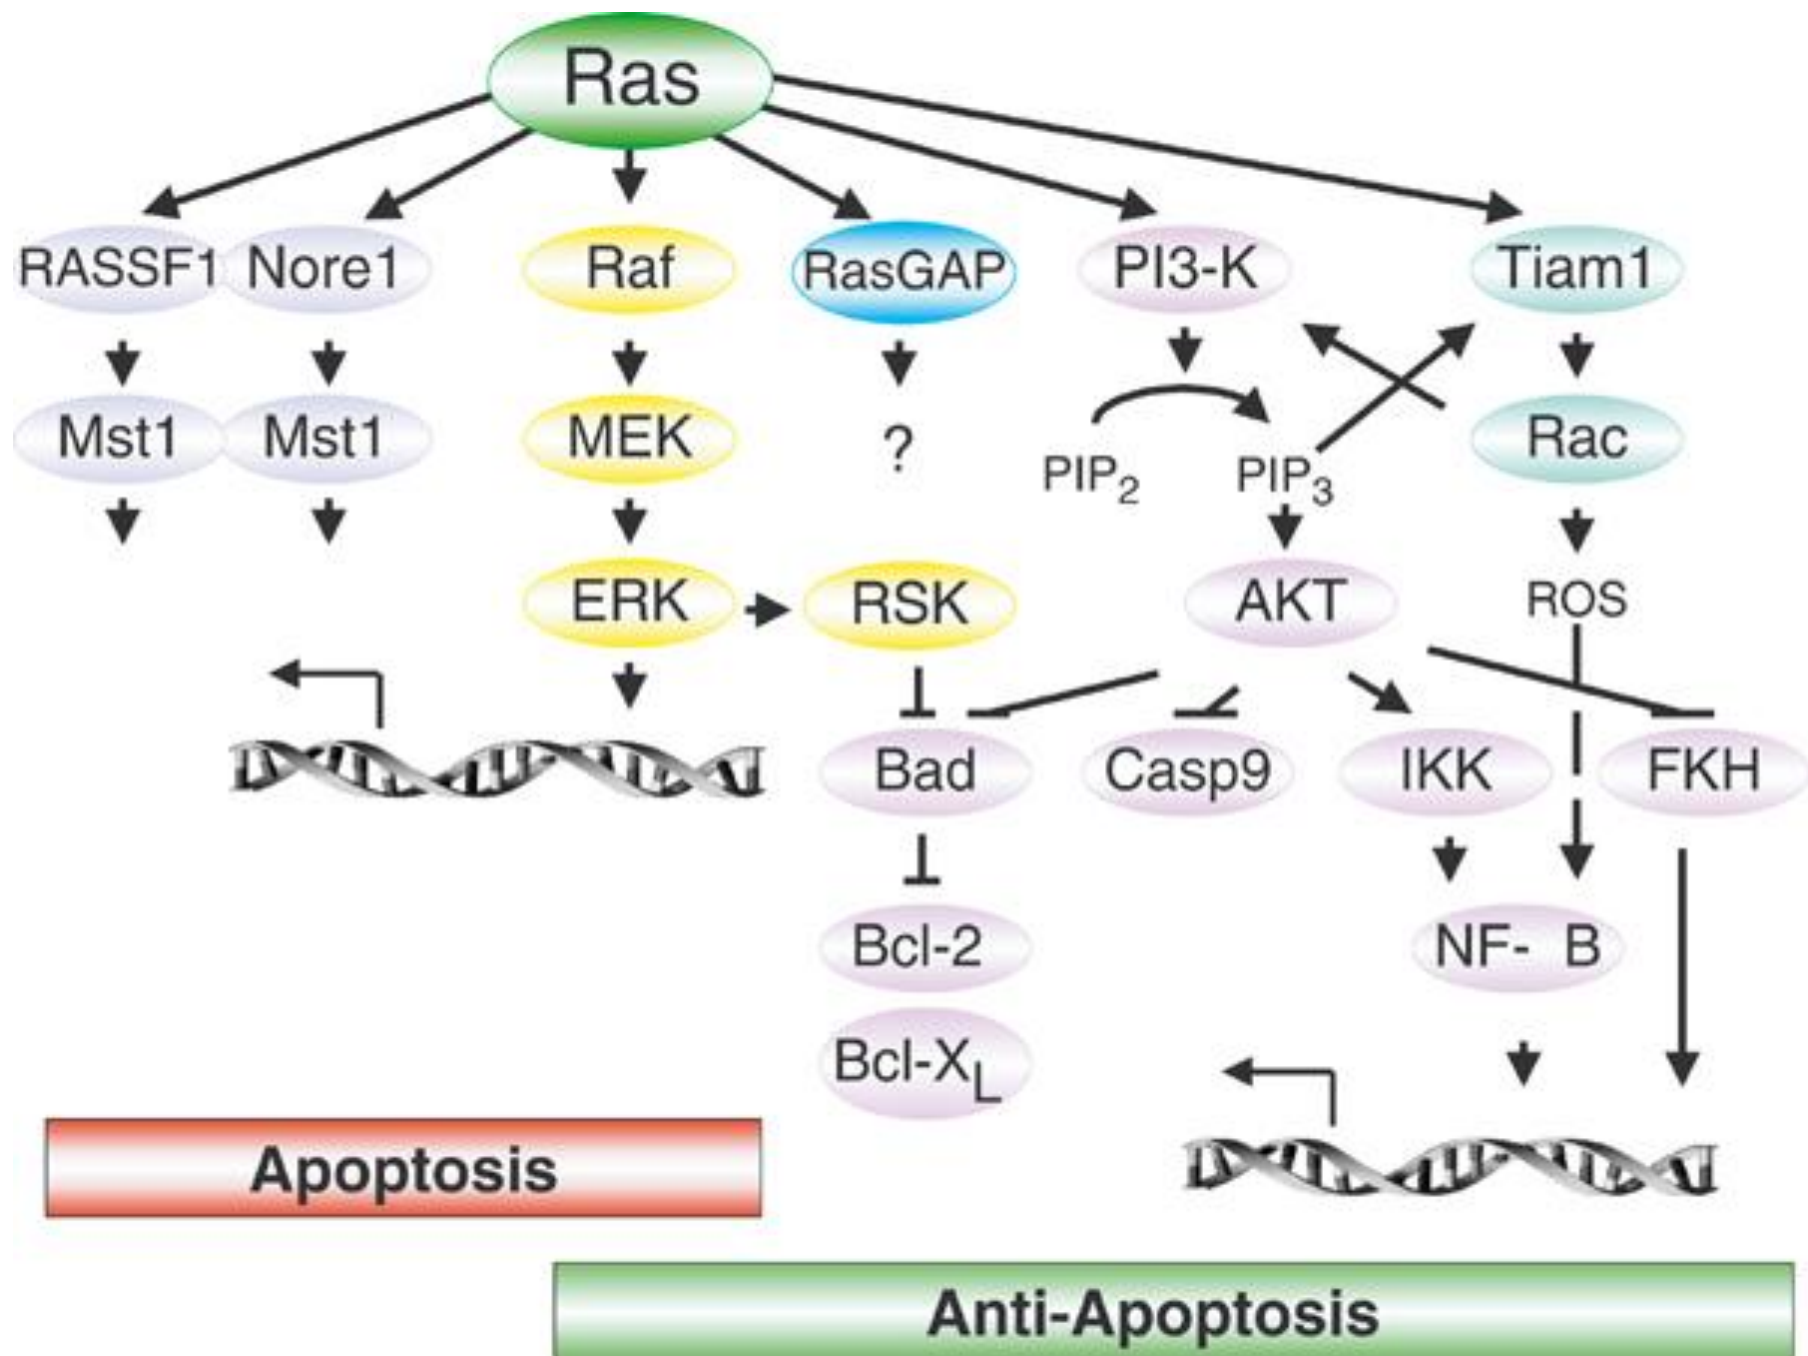 Ras
RASSF1 Nore1 Raf RasGAP PI3-K Tiam1
Mst1 Mst1 MEK ? PIP2 PIP3 Rac
ERK RSK AKT ROS
Bad Casp9 IKK FKH
Bcl-2 NF- B
Bcl-XL
Apoptosis
Anti-Apoptosis